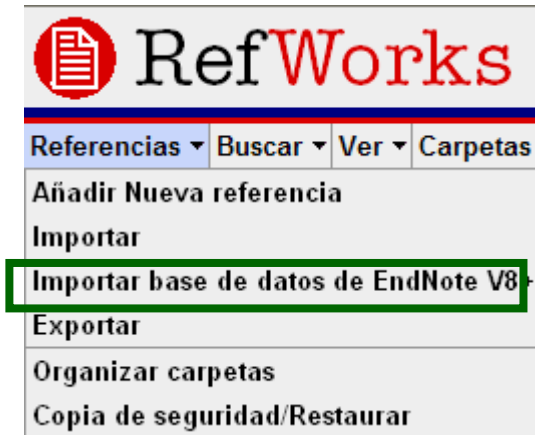 RefWorks
Referencias Buscar Ver Carpetas
Añadir Nueva referencia
Importar
Importar base de datos de EndNote V8+
Exportar
Organizar carpetas
Copia de seguridad/Restaurar